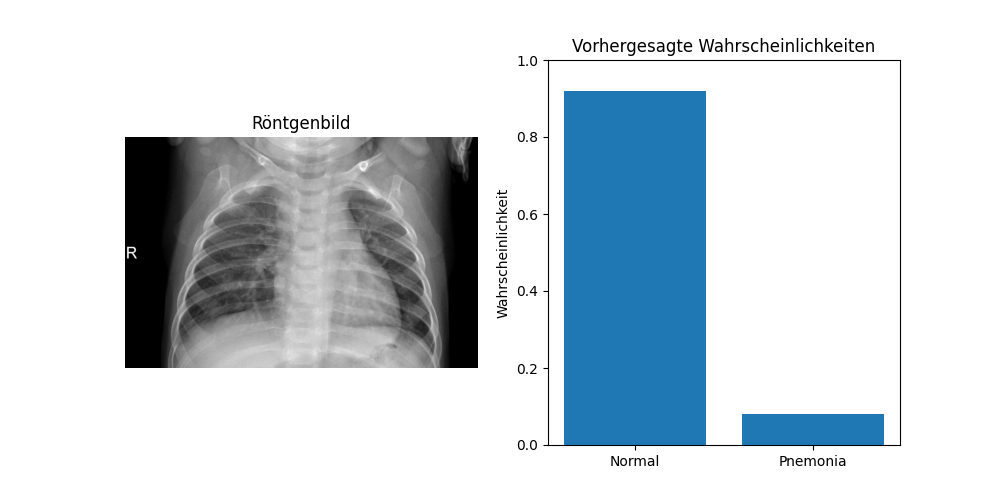 Röntgenbild
R
Vorhergesagte Wahrscheinlichkeiten
Wahrscheinlichkeit
1.0
0.8
0.6
0.4
0.2
0.0
Normal
Pnemonia